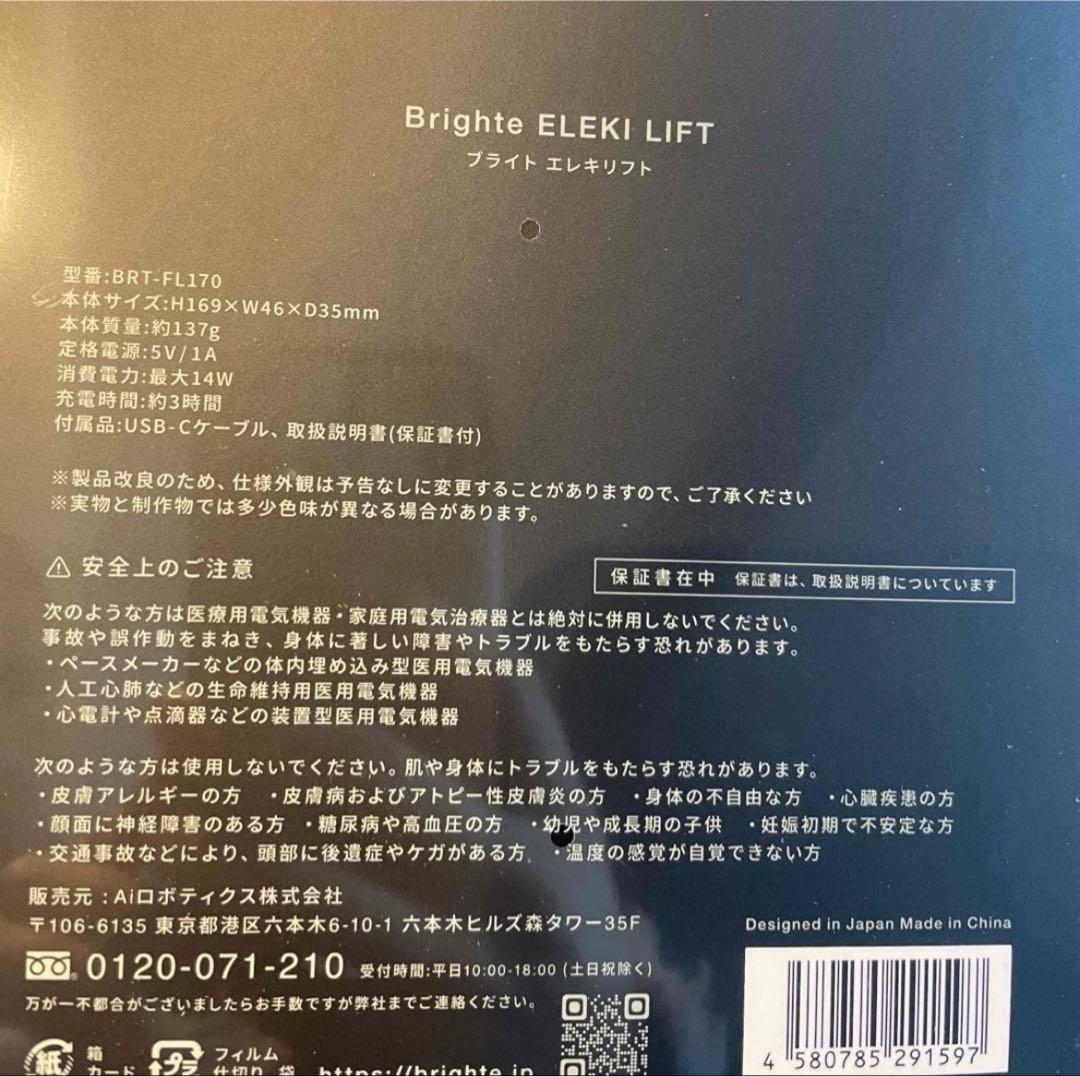 Brighte ELEKI LIFT
ブライト エレキリフト
型番:BRT-FL170
本体サイズ:H169×W46×D35mm
本体質量:約137g
定格電源:5V/1A
消費電力:最大14W
充電時間:約3時間
付属品:USB-Cケーブル、取扱説明書(保証書付)
※製品改良のため、仕様外観は予告なしに変更することがありますので、ご了承ください
※実物と制作物では多少色味が異なる場合があります。
⚠ 安全上のご注意
保証書在中 保証書は、取扱説明書についています
次のような方は医療用電気機器・家庭用電気治療器とは絶対に併用しないでください。
事故や誤作動をまねき、身体に著しい障害やトラブルをもたらす恐れがあります。
・ペースメーカーなどの体内埋め込み型医用電気機器
・人工心肺などの生命維持用医用電気機器
・心電計や点滴器などの装置型医用電気機器
次のような方は使用しないでください。肌や身体にトラブルをもたらす恐れがあります。
・皮膚アレルギーの方 ・皮膚病およびアトピー性皮膚炎の方 ・身体の不自由な方 ・心臓疾患の方
・顔面に神経障害のある方 ・糖尿病や高血圧の方 ・幼児や成長期の子供 ・妊娠初期で不安定な方
・交通事故などにより、頭部に後遺症やケガがある方 ・温度の感覚が自覚できない方
販売元:Aiロボティクス株式会社
〒106-6135 東京都港区六本木6-10-1 六本木ヒルズ森タワー35F
Designed in Japan Made in China
0120-071-210 受付時間:平日10:00-18:00 (土日祝除く)
万が一不都合がございましたらお手数ですが弊社までご連絡ください。
紙 箱 カード プラ フィルム 仕切り 袋
https://brighte.jp
4 580785 291597